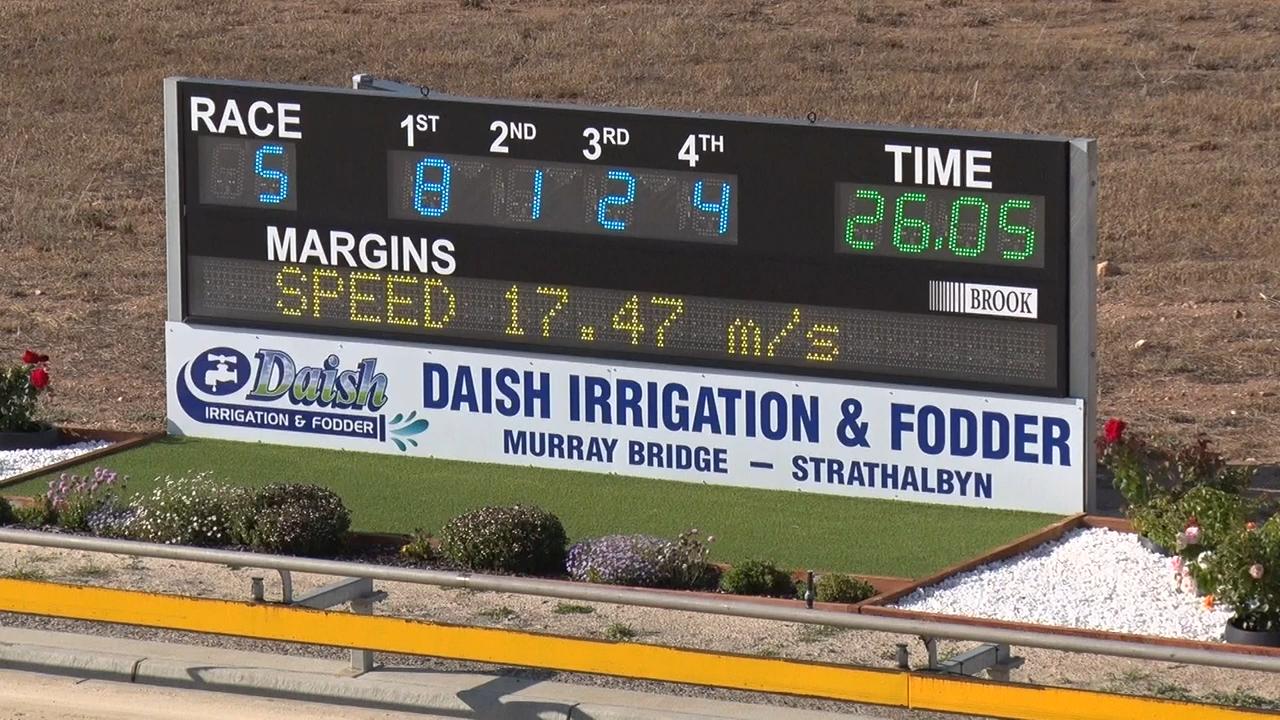 RACE 1ST 2ND 3RD 4TH TIME
5 8 1 2 4 26.05
MARGINS
SPEED 17.47 m/s
BROOK
Daish
IRRIGATION & FODDER
DAISH IRRIGATION & FODDER
MURRAY BRIDGE – STRATHALBYN